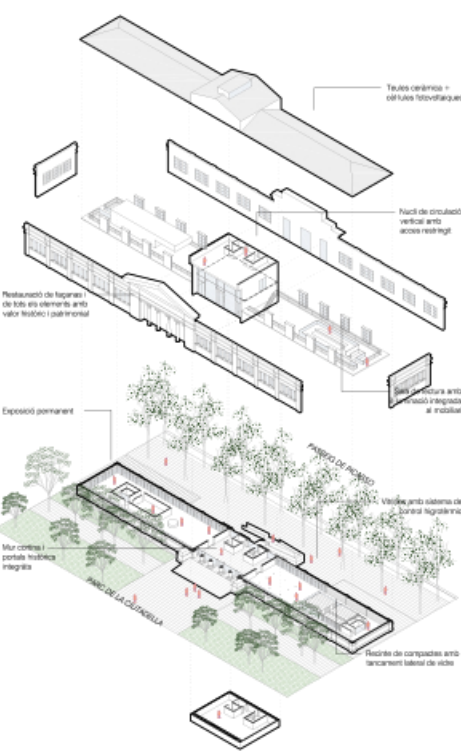 Teules ceràmica +
cèl·lules fotovoltaiques
Nucli de circulació
vertical amb
acces restringit
Restauració de façanes i
de tots els elements amb
valor històric i patrimonial
Sala de lectura amb
il·luminació integrada
al mobiliari
Exposició permanent
PASSEIG DE PICASSO
Vitrines amb sistema de
control higrotèrmic
Mur cortina i
portals històrics
integrats
PARC DE LA CIUTADELLA
Recinte de compactes amb
tancament lateral de vidre